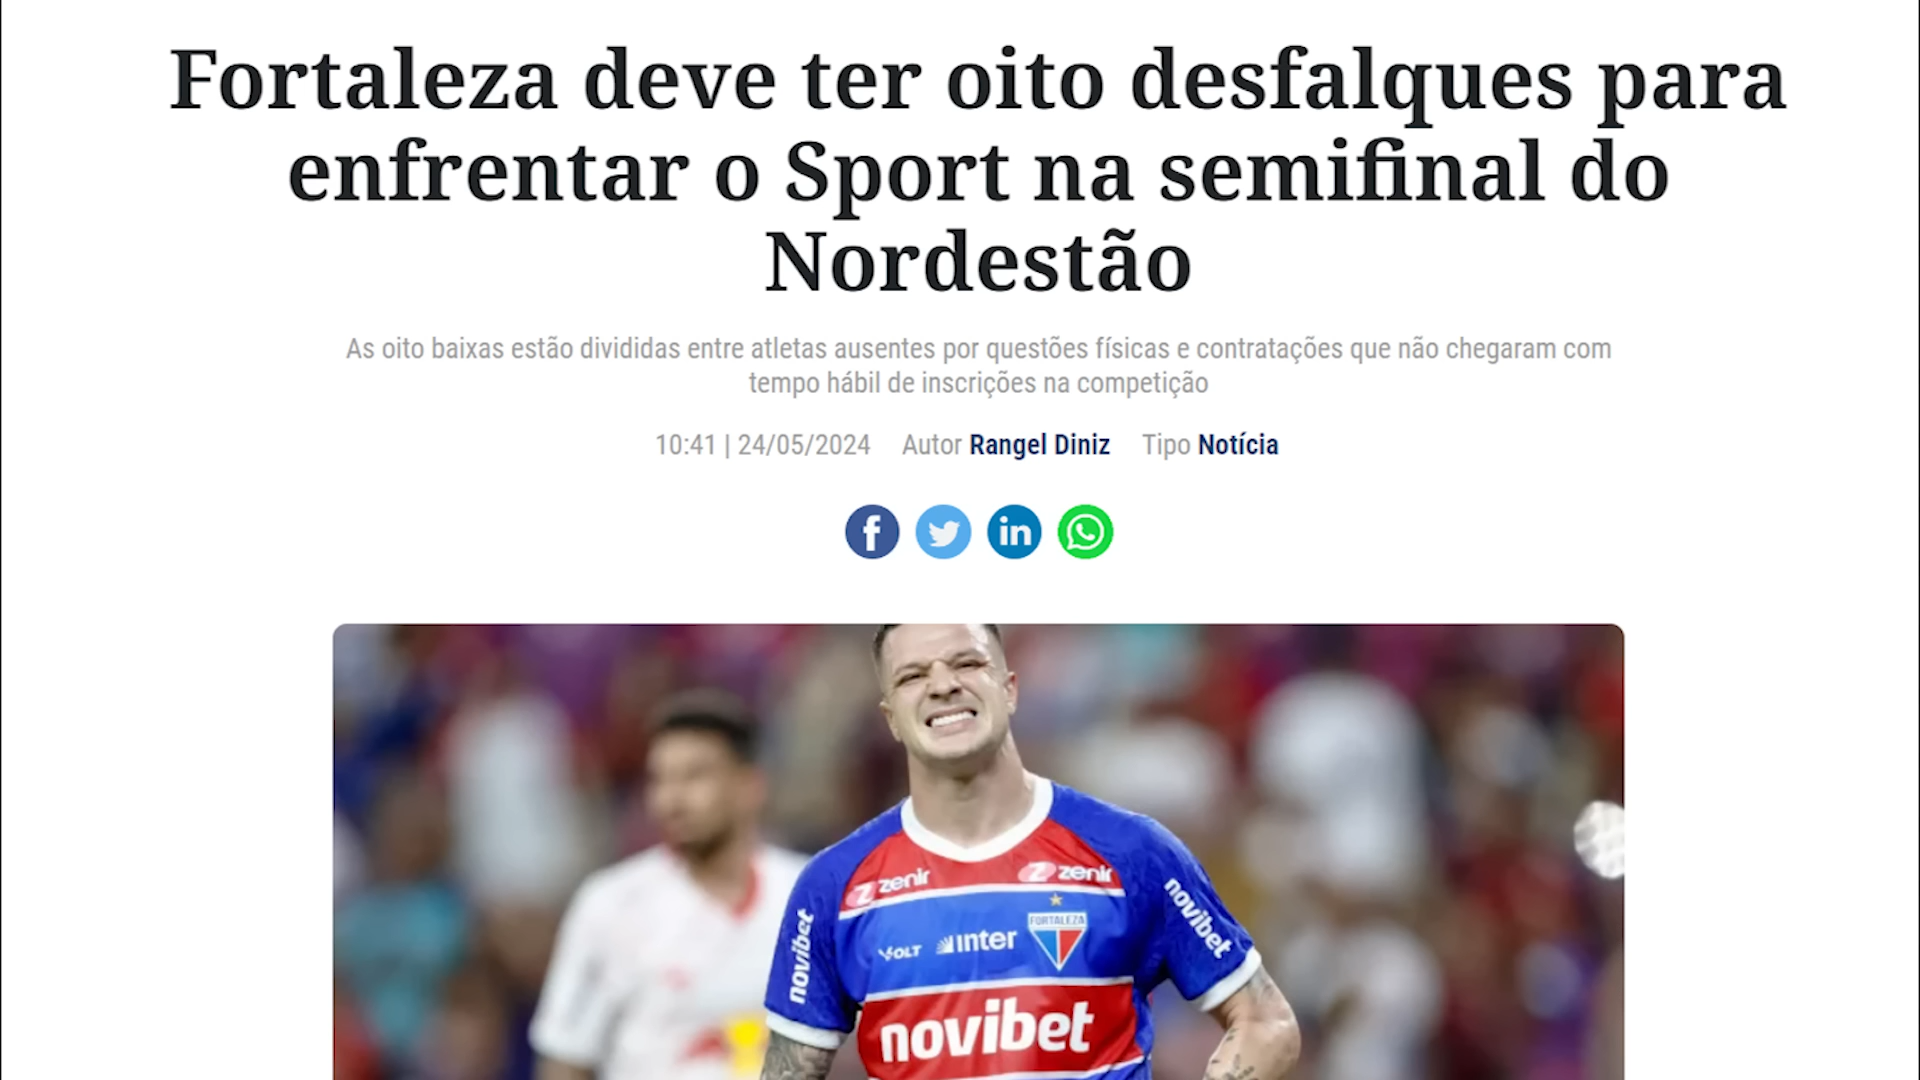 Fortaleza deve ter oito desfalques para
enfrentar o Sport na semifinal do
Nordestão
As oito baixas estão divididas entre atletas ausentes por questões físicas e contratações que não chegaram com
tempo hábil de inscrições na competição
10:41 | 24/05/2024 Autor Rangel Diniz Tipo Notícia
f in
zenir zenir
novibet
FORTALEZA
VOLT inter
novibet
novibet